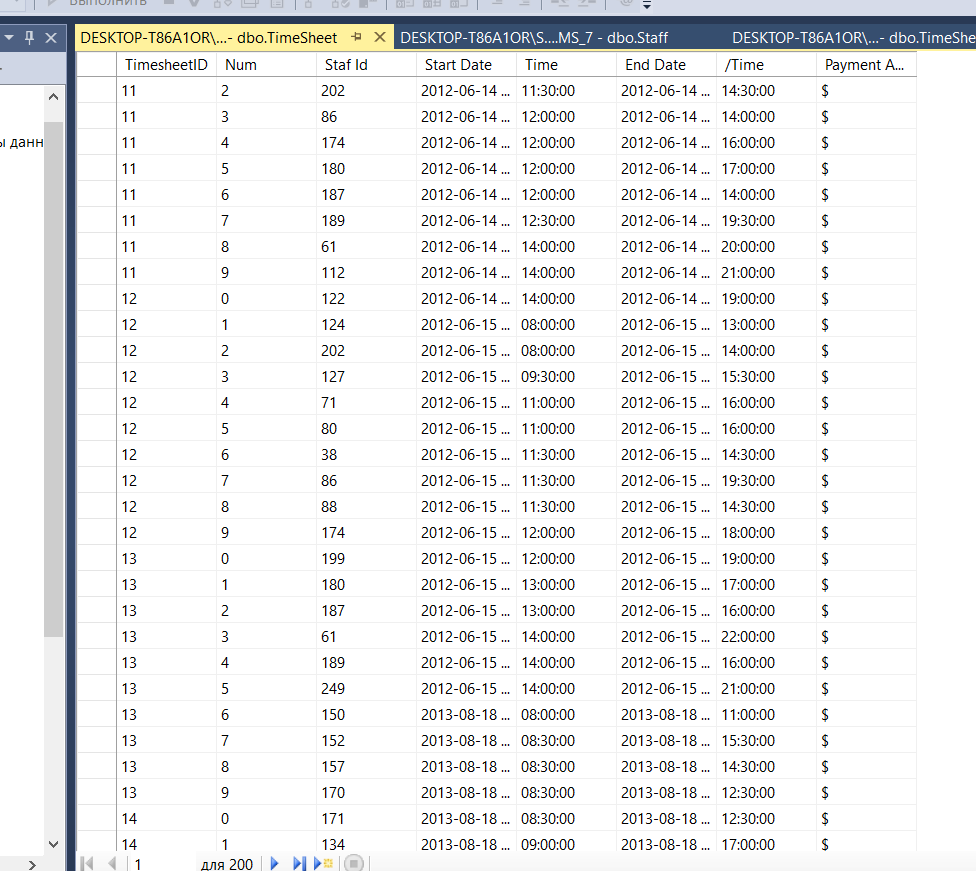 Выполнить
DESKTOP-T86A1OR\...- dbo.TimeSheet DESKTOP-T86A1OR\S....MS_7 - dbo.Staff DESKTOP-T86A1OR\...- dbo.TimeShe
ы данн
TimesheetID Num Staf Id Start Date Time End Date /Time Payment A...
11 2 202 2012-06-14 ... 11:30:00 2012-06-14 ... 14:30:00 $
11 3 86 2012-06-14 ... 12:00:00 2012-06-14 ... 14:00:00 $
11 4 174 2012-06-14 ... 12:00:00 2012-06-14 ... 16:00:00 $
11 5 180 2012-06-14 ... 12:00:00 2012-06-14 ... 17:00:00 $
11 6 187 2012-06-14 ... 12:00:00 2012-06-14 ... 14:00:00 $
11 7 189 2012-06-14 ... 12:30:00 2012-06-14 ... 19:30:00 $
11 8 61 2012-06-14 ... 14:00:00 2012-06-14 ... 20:00:00 $
11 9 112 2012-06-14 ... 14:00:00 2012-06-14 ... 21:00:00 $
12 0 122 2012-06-14 ... 14:00:00 2012-06-14 ... 19:00:00 $
12 1 124 2012-06-15 ... 08:00:00 2012-06-15 ... 13:00:00 $
12 2 202 2012-06-15 ... 08:00:00 2012-06-15 ... 14:00:00 $
12 3 127 2012-06-15 ... 09:30:00 2012-06-15 ... 15:30:00 $
12 4 71 2012-06-15 ... 11:00:00 2012-06-15 ... 16:00:00 $
12 5 80 2012-06-15 ... 11:00:00 2012-06-15 ... 16:00:00 $
12 6 38 2012-06-15 ... 11:30:00 2012-06-15 ... 14:30:00 $
12 7 86 2012-06-15 ... 11:30:00 2012-06-15 ... 19:30:00 $
12 8 88 2012-06-15 ... 11:30:00 2012-06-15 ... 14:30:00 $
12 9 174 2012-06-15 ... 12:00:00 2012-06-15 ... 18:00:00 $
13 0 199 2012-06-15 ... 12:00:00 2012-06-15 ... 19:00:00 $
13 1 180 2012-06-15 ... 13:00:00 2012-06-15 ... 17:00:00 $
13 2 187 2012-06-15 ... 13:00:00 2012-06-15 ... 16:00:00 $
13 3 61 2012-06-15 ... 14:00:00 2012-06-15 ... 22:00:00 $
13 4 189 2012-06-15 ... 14:00:00 2012-06-15 ... 16:00:00 $
13 5 249 2012-06-15 ... 14:00:00 2012-06-15 ... 21:00:00 $
13 6 150 2013-08-18 ... 08:00:00 2013-08-18 ... 11:00:00 $
13 7 152 2013-08-18 ... 08:30:00 2013-08-18 ... 15:30:00 $
13 8 157 2013-08-18 ... 08:30:00 2013-08-18 ... 14:30:00 $
13 9 170 2013-08-18 ... 08:30:00 2013-08-18 ... 12:30:00 $
14 0 171 2013-08-18 ... 08:30:00 2013-08-18 ... 12:30:00 $
14 1 134 2013-08-18 ... 09:00:00 2013-08-18 ... 17:00:00 $
1 для 200